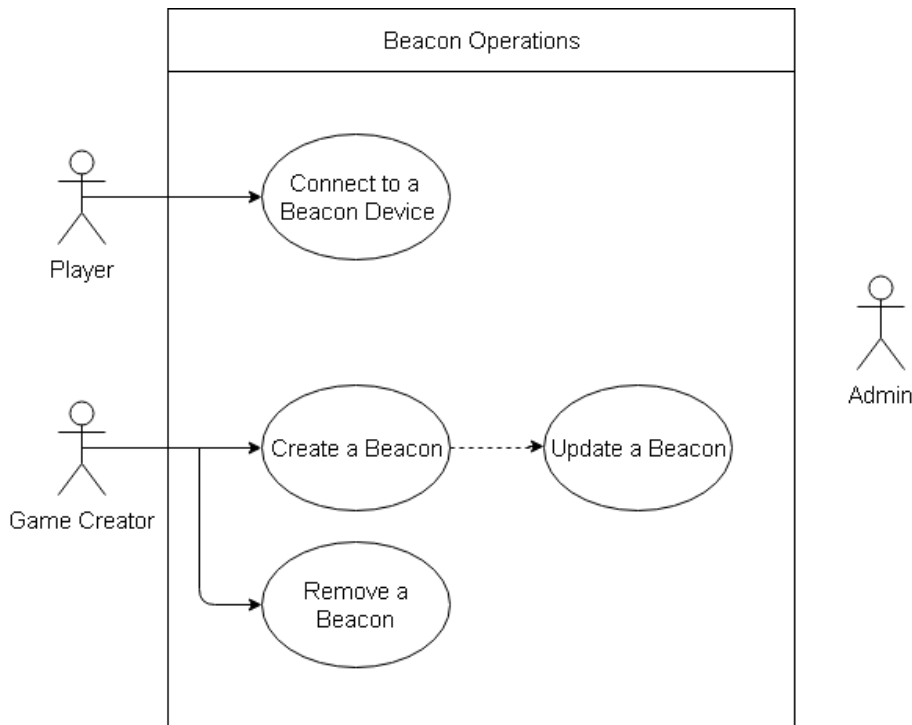 Beacon Operations
Connect to a
Beacon Device
Player
Admin
Create a Beacon
Update a Beacon
Game Creator
Remove a
Beacon